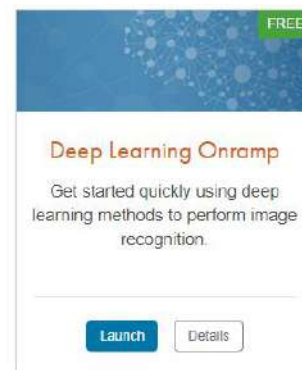 FREE
Deep Learning Onramp
Get started quickly using deep
learning methods to perform image
recognition.
Launch
Details